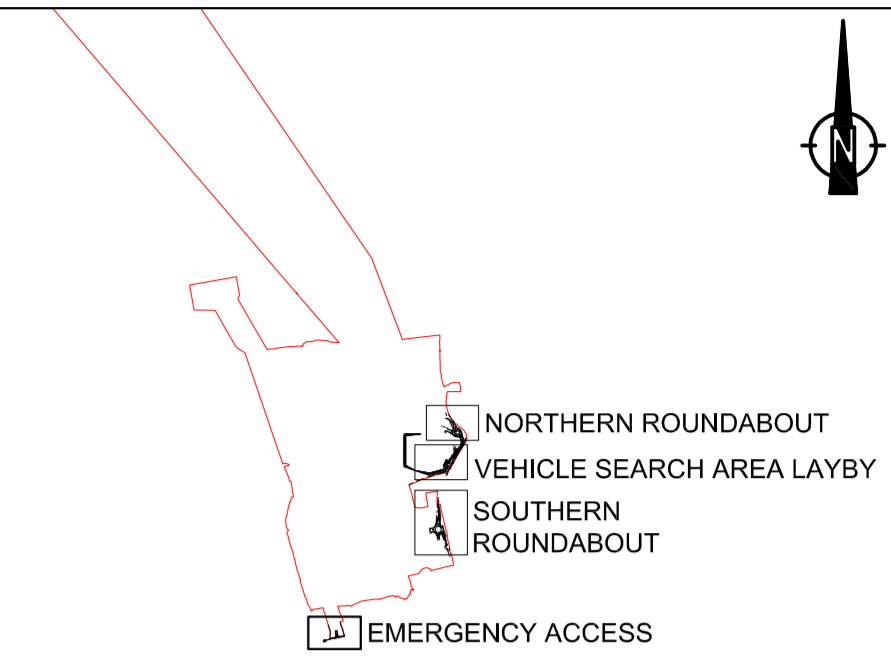 N
NORTHERN ROUNDABOUT
VEHICLE SEARCH AREA LAYBY
SOUTHERN
ROUNDABOUT
EMERGENCY ACCESS